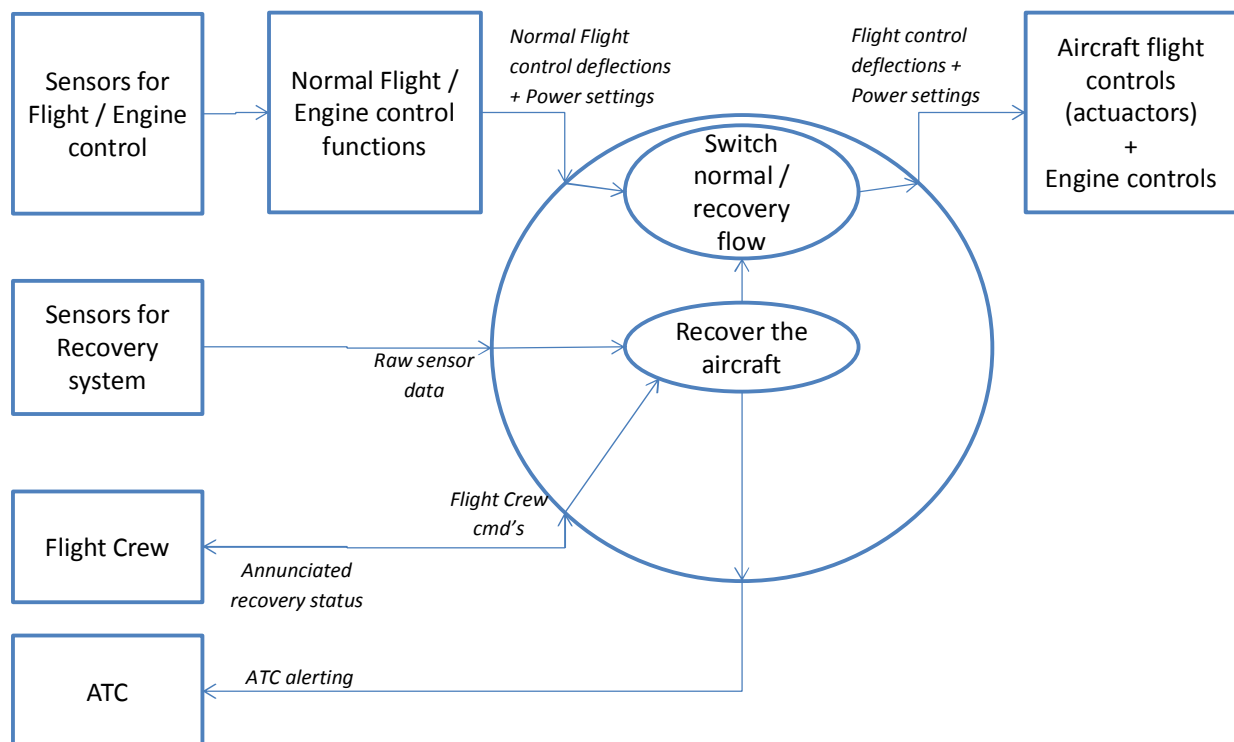 Sensors for
Flight / Engine
control
Normal Flight /
Engine control
functions
Normal Flight
control deflections
+ Power settings
Flight control
deflections +
Power settings
Aircraft flight
controls
(actuactors)
+
Engine controls
Switch
normal /
recovery
flow
Sensors for
Recovery
system
Raw sensor
data
Recover the
aircraft
Flight Crew
Flight Crew
cmd's
Annunciated
recovery status
ATC
ATC alerting